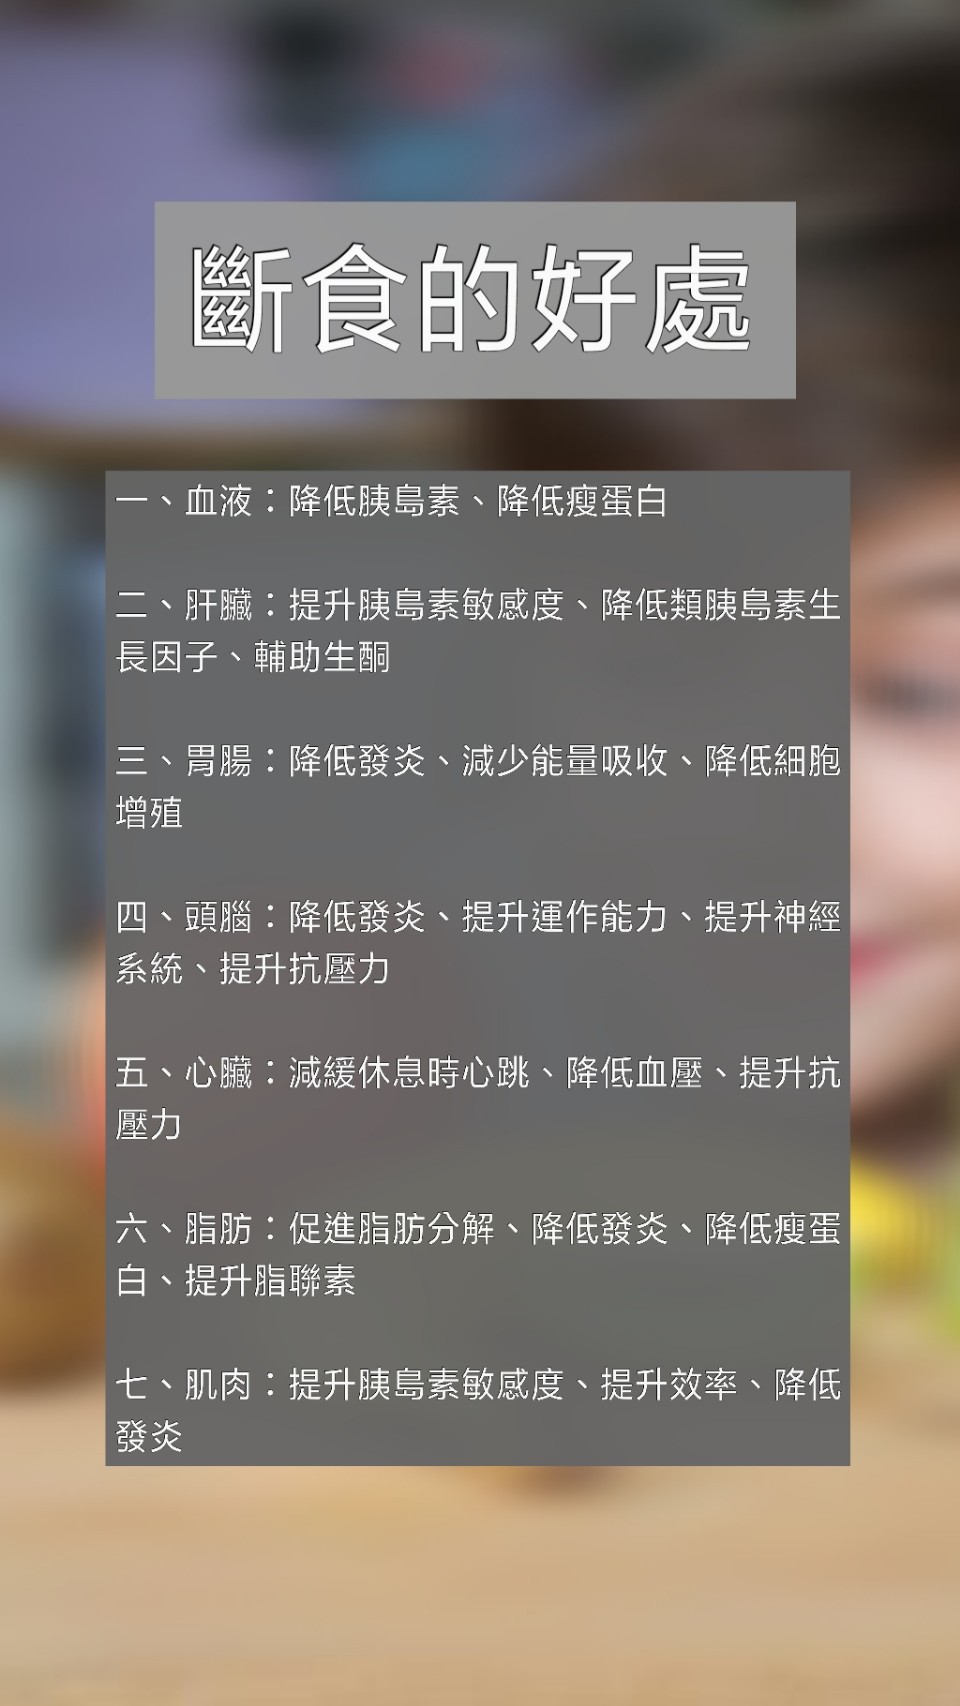 斷食的好處
一、血液：降低胰島素、降低瘦蛋白
二、肝臟：提升胰島素敏感度、降低類胰島素生
長因子、輔助生酮
三、胃腸：降低發炎、減少能量吸收、降低細胞
增殖
四、頭腦：降低發炎、提升運作能力、提升神經
系統、提升抗壓力
五、心臟：減緩休息時心跳、降低血壓、提升抗
壓力
六、脂肪：促進脂肪分解、降低發炎、降低瘦蛋
白、提升脂聯素
七、肌肉：提升胰島素敏感度、提升效率、降低
發炎